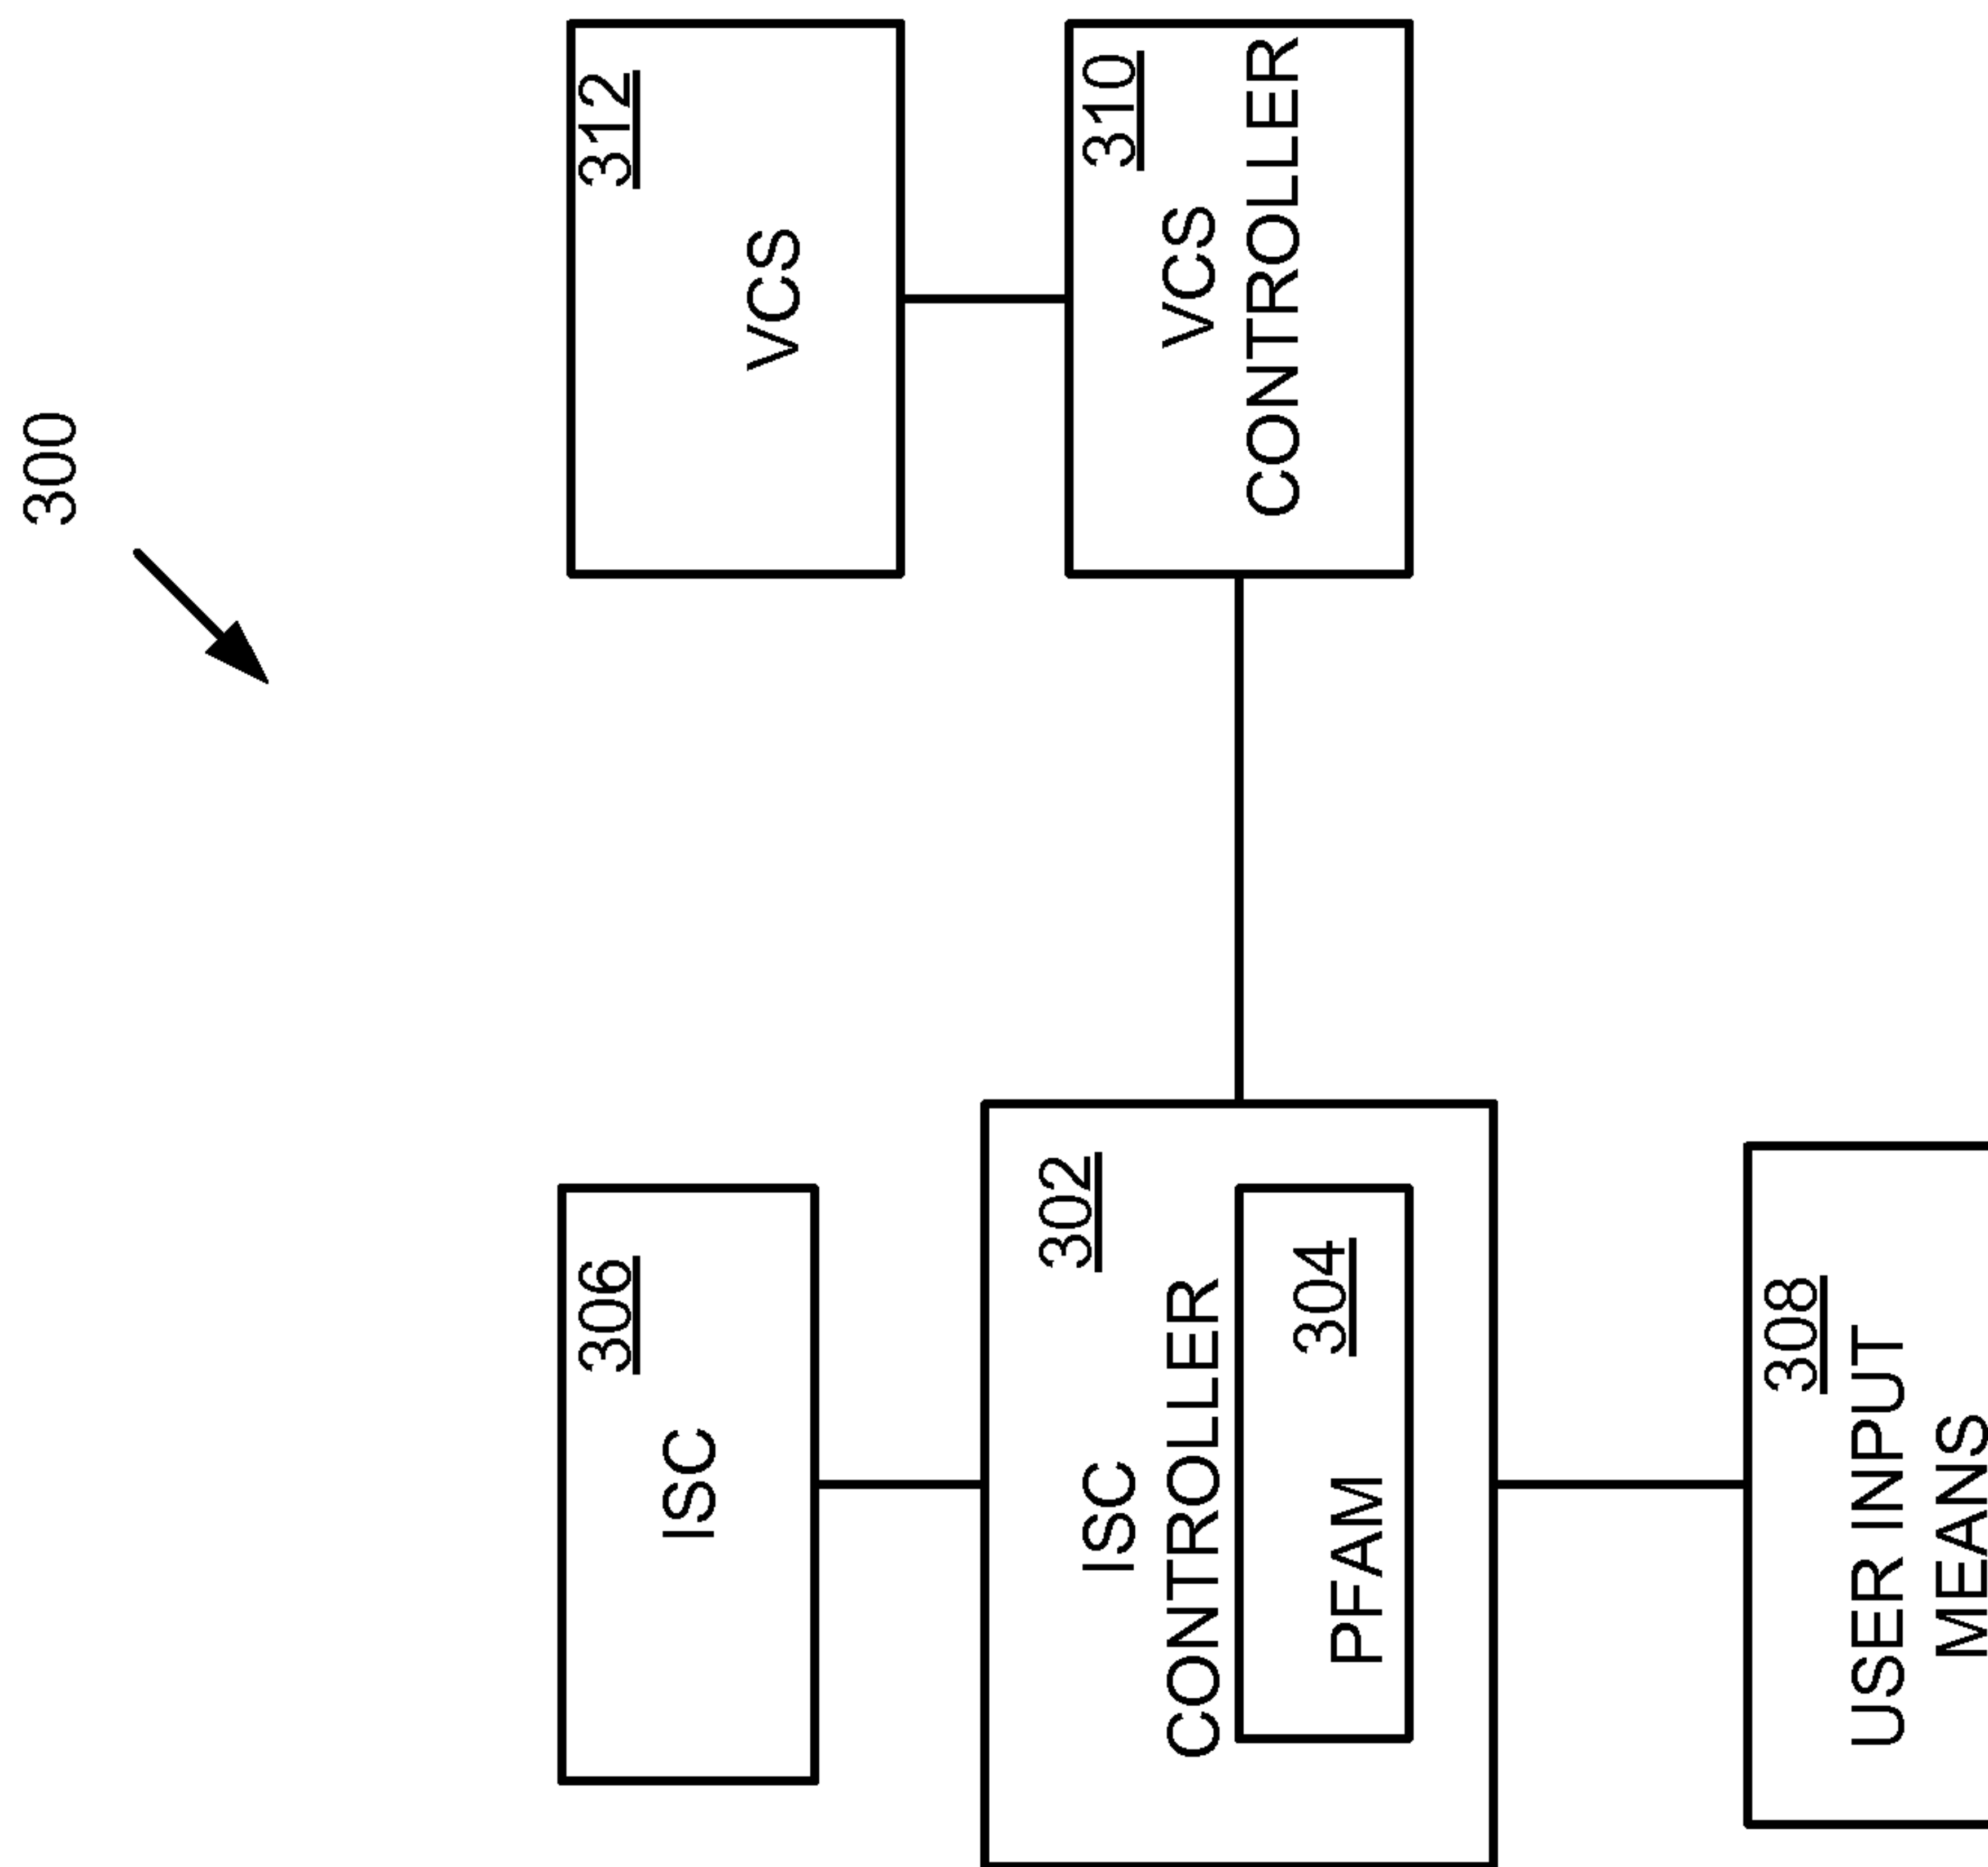 300
306
ISC
302
ISC
CONTROLLER
304
PFAM
308
USER INPUT
MEANS
312
VCS
310
VCS
CONTROLLER